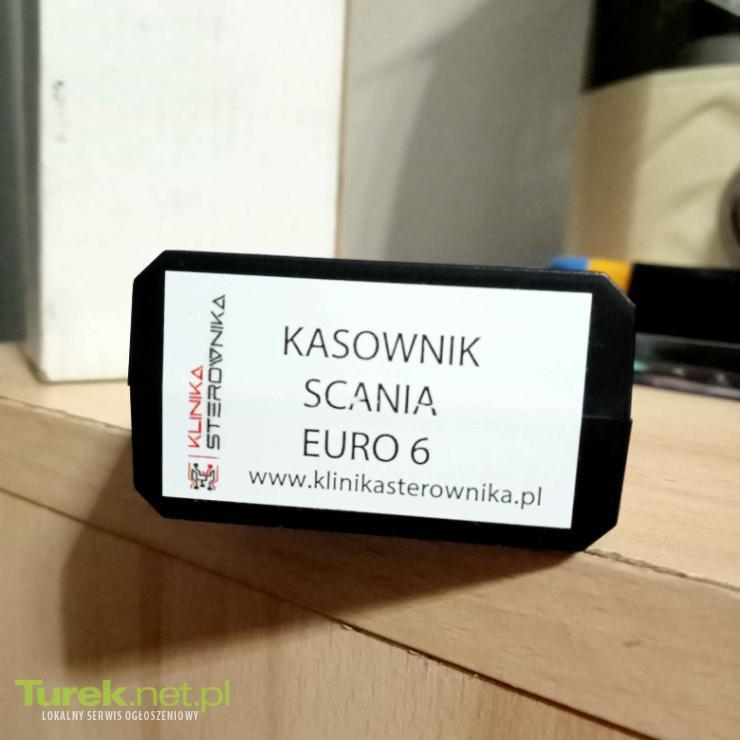 KLINIKA
STEROWNIKA
KASOWNIK
SCANIA
EURO 6
www.klinikasterownika.pl
Turek.net.pl
LOKALNY SERWIS OGŁOSZENIOWY